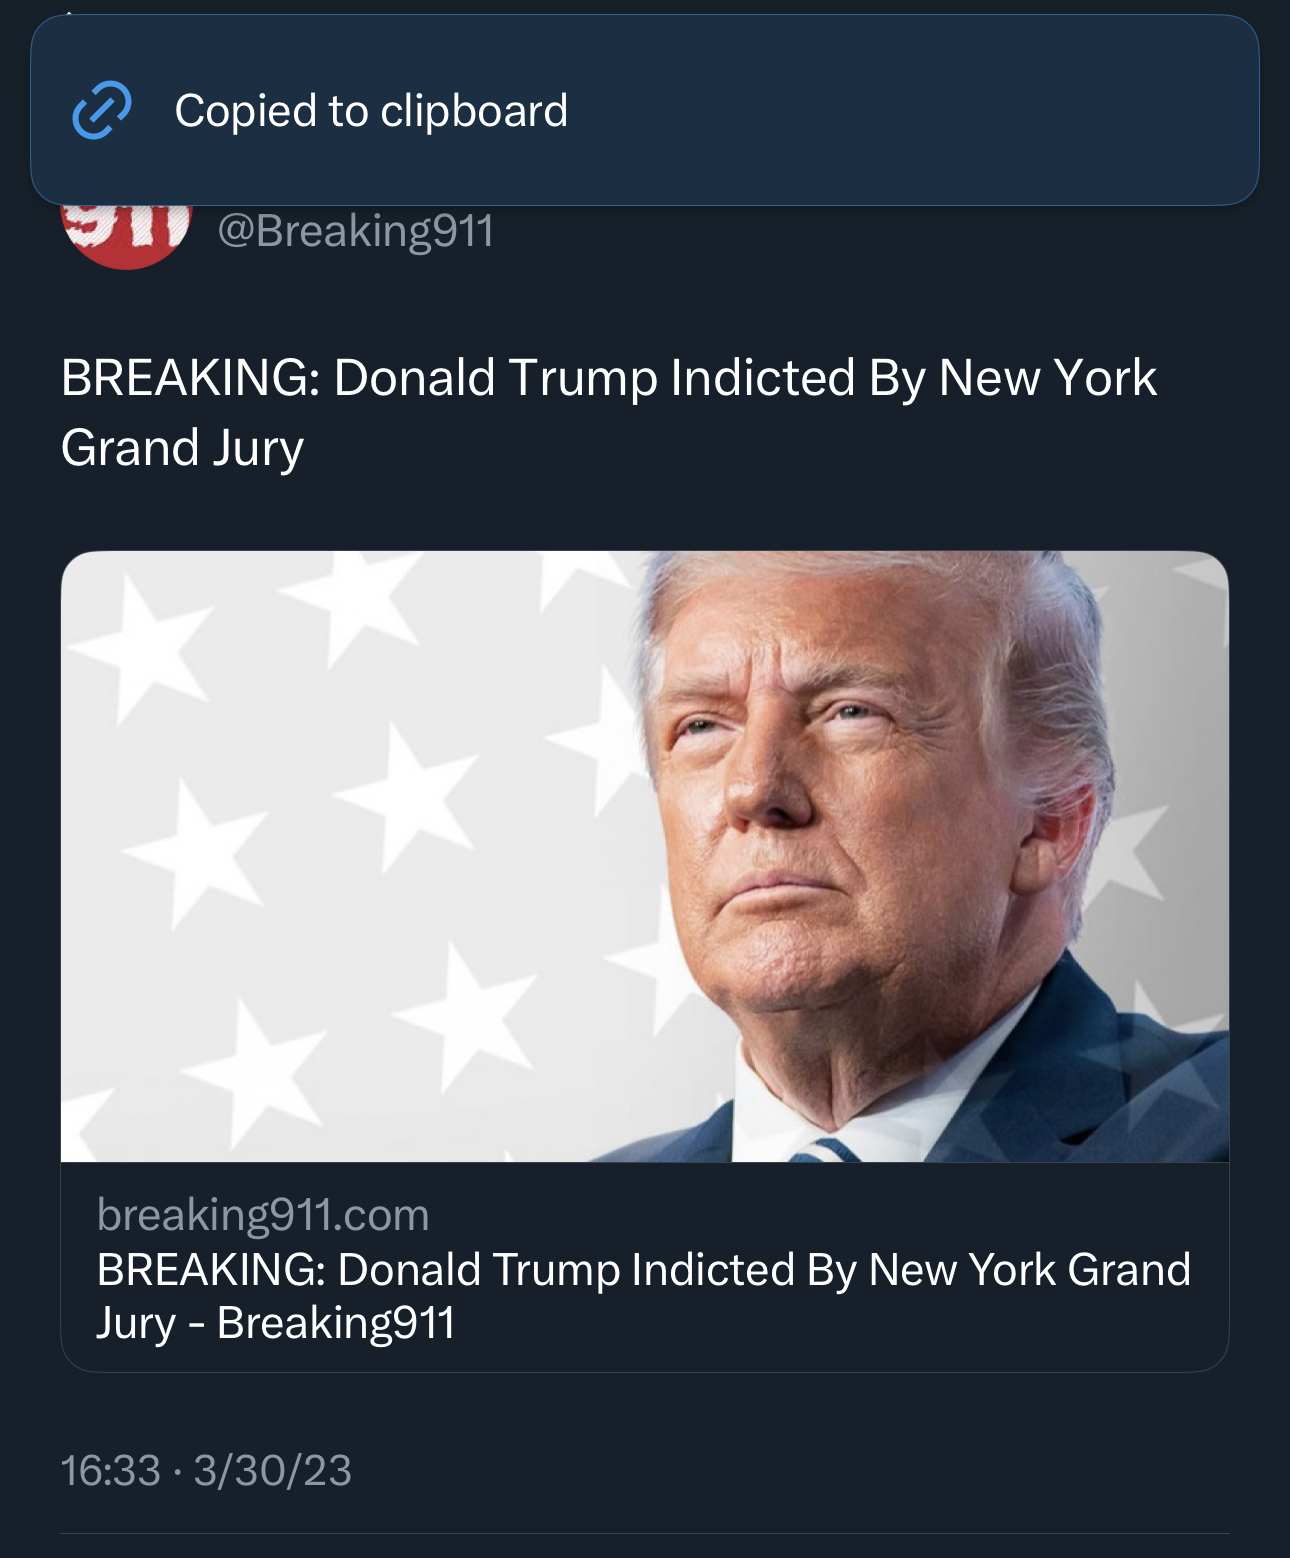 Copied to clipboard
911
@Breaking911
BREAKING: Donald Trump Indicted By New York
Grand Jury
breaking911.com
BREAKING: Donald Trump Indicted By New York Grand
Jury - Breaking911
16:33 · 3/30/23